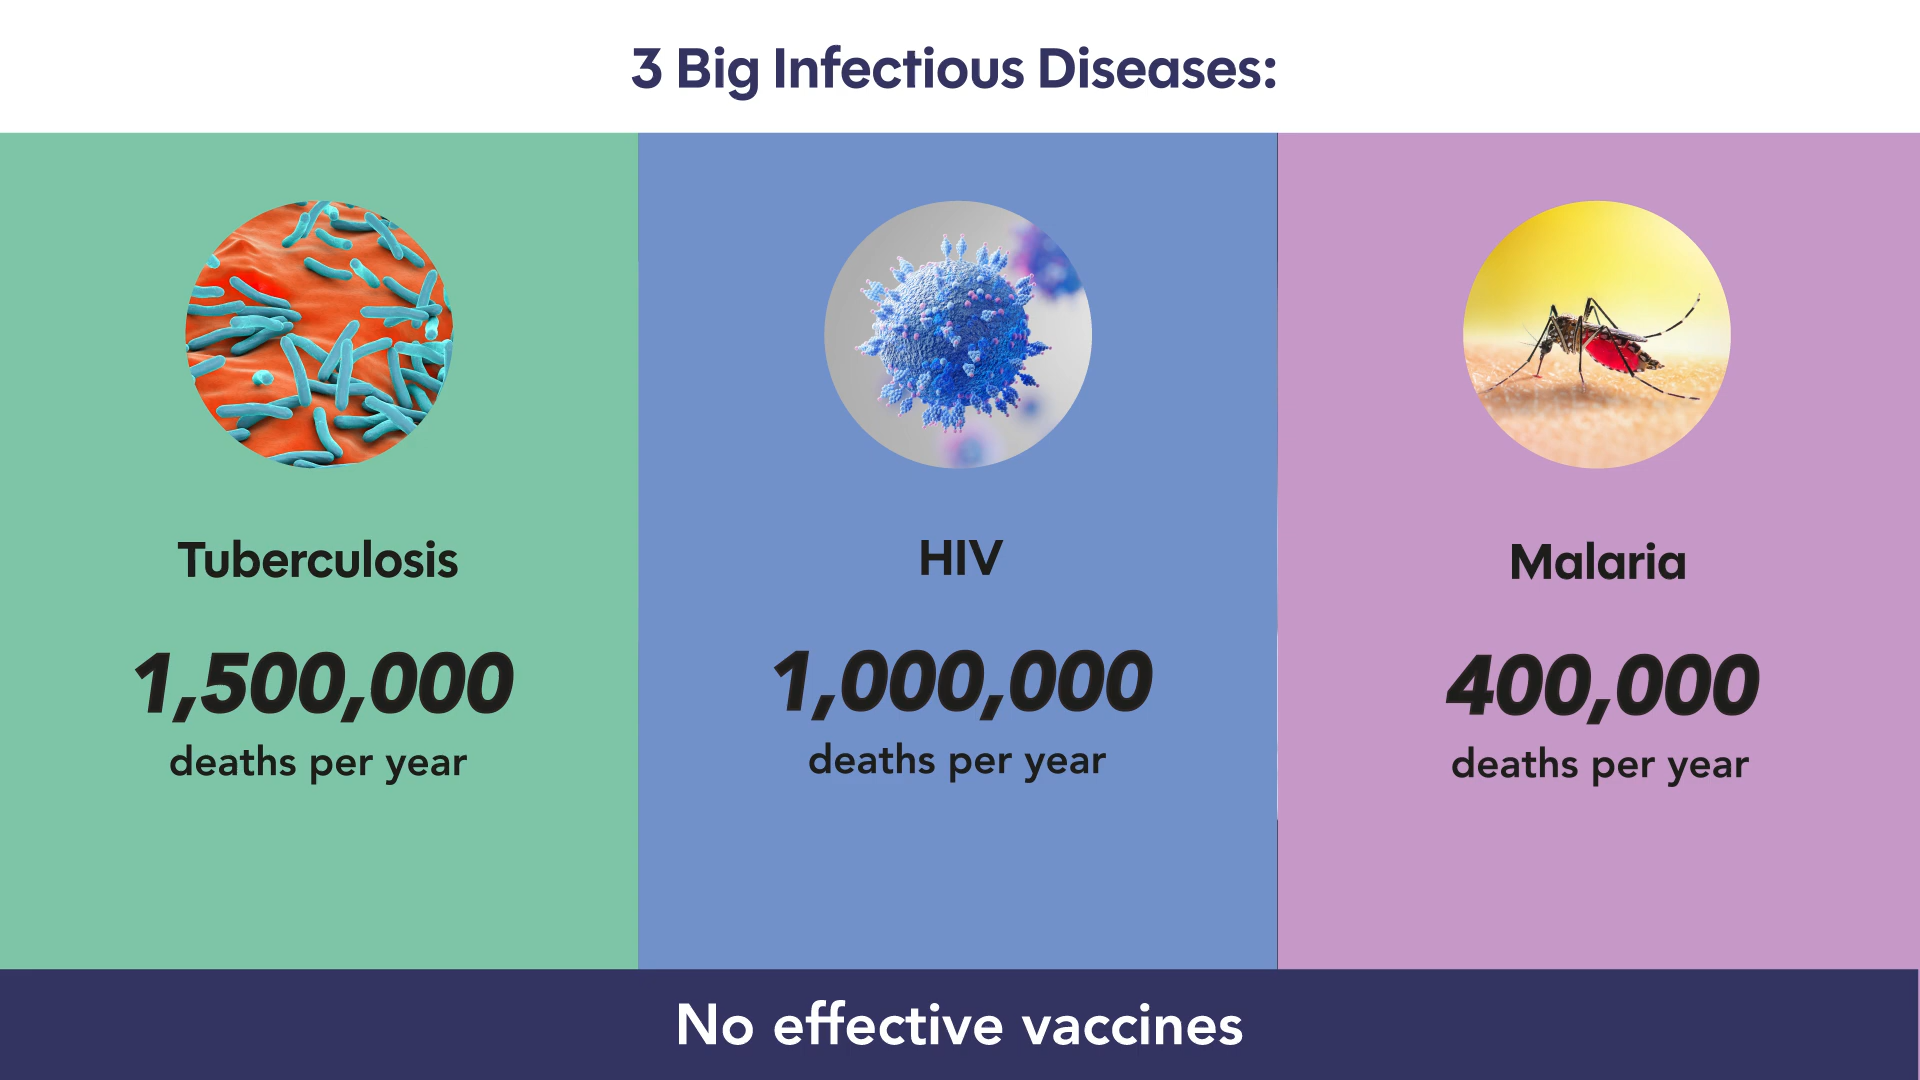 3 Big Infectious Diseases:
Tuberculosis
1,500,000
deaths per year
HIV
1,000,000
deaths per year
Malaria
400,000
deaths per year
No effective vaccines